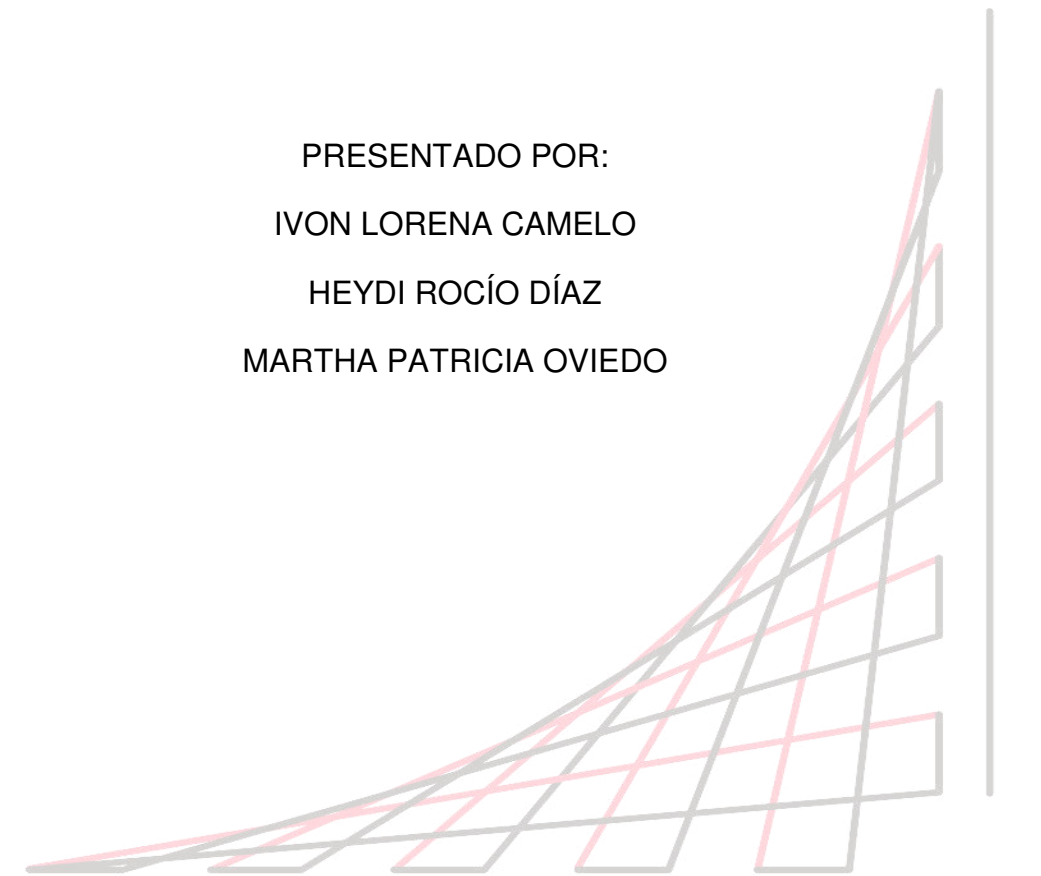 PRESENTADO POR:
IVON LORENA CAMELO
HEYDI ROCÍO DÍAZ
MARTHA PATRICIA OVIEDO